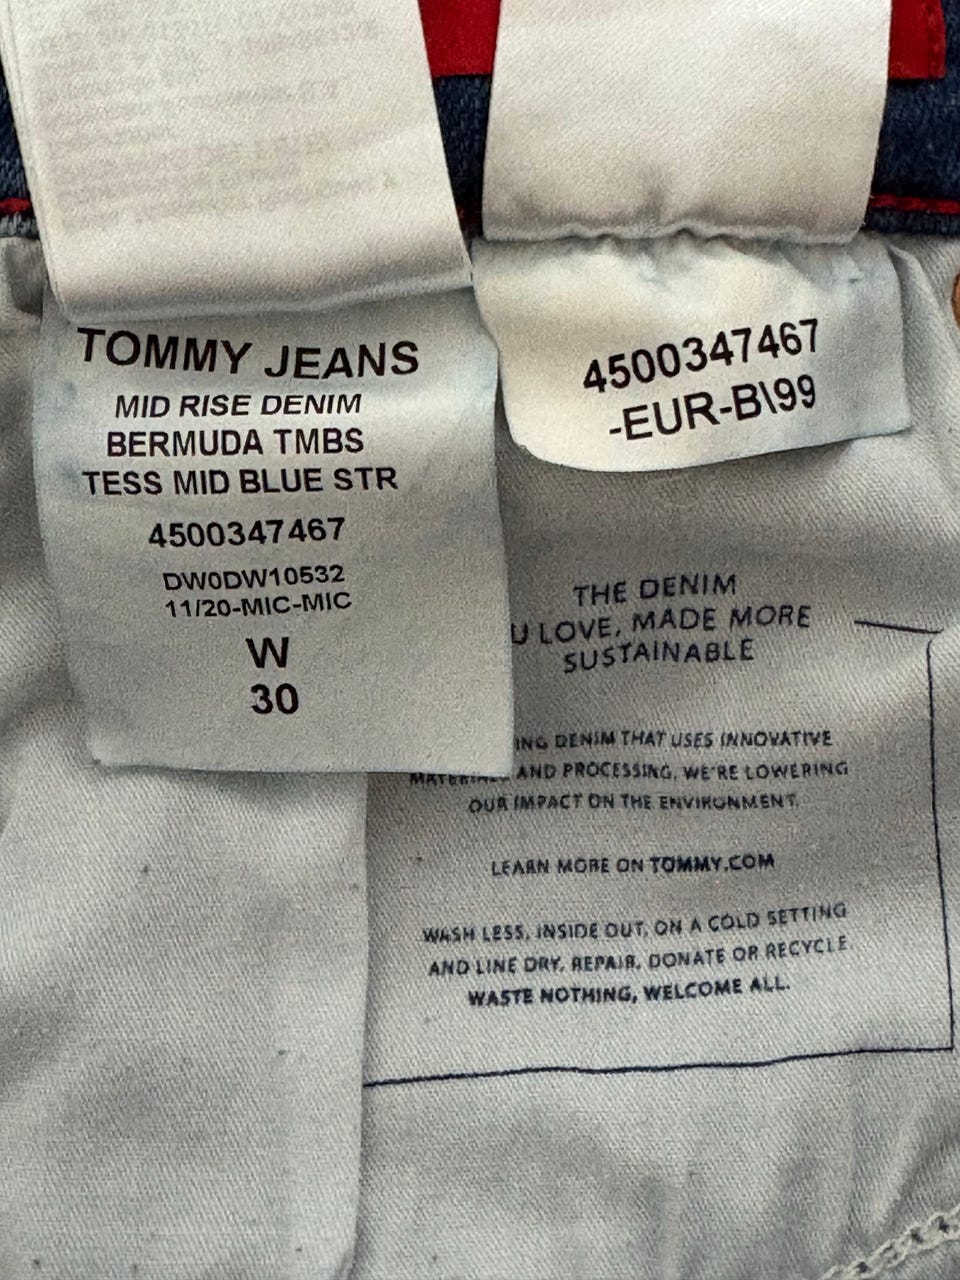 TOMMY JEANS
MID RISE DENIM
BERMUDA TMBS
TESS MID BLUE STR
4500347467
DW0DW10532
11/20-MIC-MIC
W
30
4500347467
-EUR-B\99
THE DENIM
U LOVE, MADE MORE
SUSTAINABLE
ING DENIM THAT USES INNOVATIVE
MATERIALS AND PROCESSING, WE'RE LOWERING
OUR IMPACT ON THE ENVIRONMENT.
LEARN MORE ON TOMMY.COM
WASH LESS, INSIDE OUT, ON A COLD SETTING
AND LINE DRY. REPAIR, DONATE OR RECYCLE
WASTE NOTHING, WELCOME ALL.